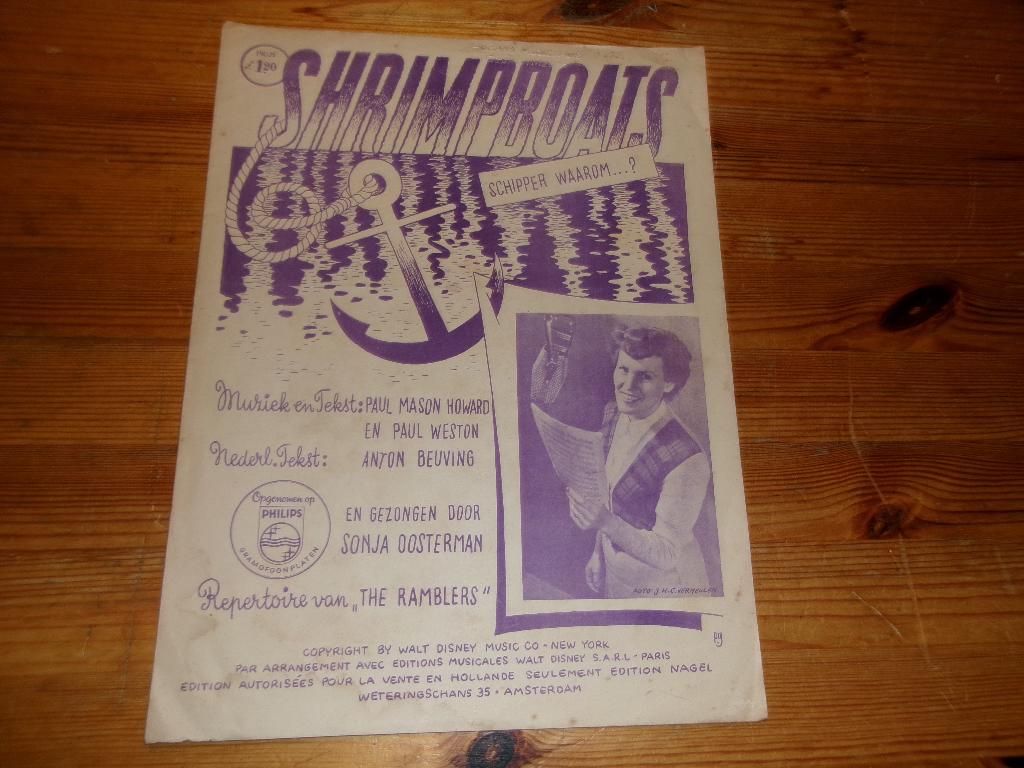 PRIJS
f 1.20
SHRIMPBOATS
SCHIPPER WAAROM...?
Muziek en Tekst: PAUL MASON HOWARD
EN PAUL WESTON
Nederl. Tekst: ANTON BEUVING
Opgenomen op
PHILIPS
GRAMOFOONPLATEN
EN GEZONGEN DOOR
SONJA OOSTERMAN
Repertoire van „THE RAMBLERS"
FOTO J.H.C. VERMEULEN
COPYRIGHT BY WALT DISNEY MUSIC CO - NEW YORK
PAR ARRANGEMENT AVEC EDITIONS MUSICALES WALT DISNEY S.A.R.L - PARIS
EDITION AUTORISÉES POUR LA VENTE EN HOLLANDE SEULEMENT EDITION NAGEL
WETERINGSCHANS 35 • AMSTERDAM